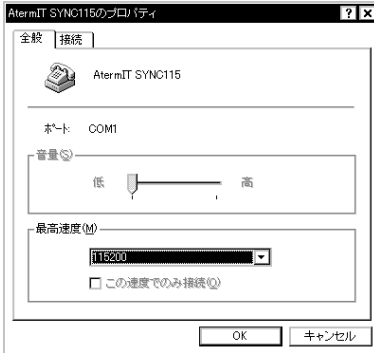 AtermIT SYNC115のプロパティ
全般 接続
AtermIT SYNC115
ポート: COM1
音量(S)
低 高
最高速度(M)
115200
この速度でのみ接続(O)
OK キャンセル